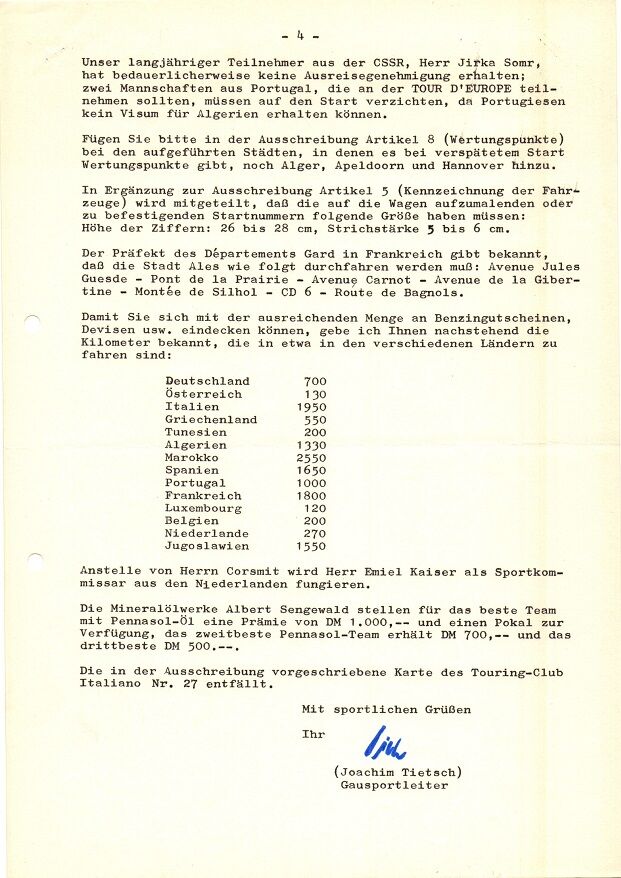 - 4 -
Unser langjähriger Teilnehmer aus der CSSR, Herr Jirka Somr,
hat bedauerlicherweise keine Ausreisegenehmigung erhalten;
zwei Mannschaften aus Portugal, die an der TOUR D'EUROPE teil-
nehmen sollten, müssen auf den Start verzichten, da Portugiesen
kein Visum für Algerien erhalten können.
Fügen Sie bitte in der Ausschreibung Artikel 8 (Wertungspunkte)
bei den aufgeführten Städten, in denen es bei verspätetem Start
Wertungspunkte gibt, noch Alger, Apeldoorn und Hannover hinzu.
In Ergänzung zur Ausschreibung Artikel 5 (Kennzeichnung der Fahr-
zeuge) wird mitgeteilt, daß die auf die Wagen aufzumalenden oder
zu befestigenden Startnummern folgende Größe haben müssen:
Höhe der Ziffern: 26 bis 28 cm, Strichstärke 5 bis 6 cm.
Der Präfekt des Départements Gard in Frankreich gibt bekannt,
daß die Stadt Ales wie folgt durchfahren werden muß: Avenue Jules
Guesde - Pont de la Prairie - Avenue Carnot - Avenue de la Giber-
tine - Montée de Silhol - CD 6 - Route de Bagnols.
Damit Sie sich mit der ausreichenden Menge an Benzingutscheinen,
Devisen usw. eindecken können, gebe ich Ihnen nachstehend die
Kilometer bekannt, die in etwa in den verschiedenen Ländern zu
fahren sind:
Deutschland 700
Österreich 130
Italien 1950
Griechenland 550
Tunesien 200
Algerien 1330
Marokko 2550
Spanien 1650
Portugal 1000
Frankreich 1800
Luxembourg 120
Belgien 200
Niederlande 270
Jugoslawien 1550
Anstelle von Herrn Corsmit wird Herr Emiel Kaiser als Sportkom-
missar aus den Niederlanden fungieren.
Die Mineralölwerke Albert Sengewald stellen für das beste Team
mit Pennasol-Öl eine Prämie von DM 1.000,-- und einen Pokal zur
Verfügung, das zweitbeste Pennasol-Team erhält DM 700,-- und das
drittbeste DM 500.--.
Die in der Ausschreibung vorgeschriebene Karte des Touring-Club
Italiano Nr. 27 entfällt.
Mit sportlichen Grüßen
Ihr
(Joachim Tietsch)
Gausportleiter